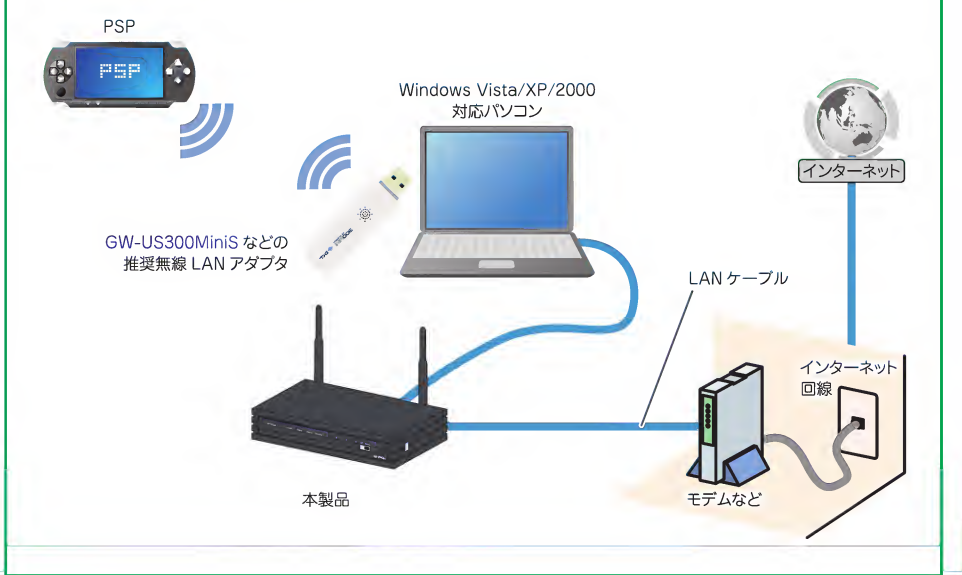 PSP
PSP
Windows Vista/XP/2000
対応パソコン
インターネット
GW-US300MiniS などの
推奨無線 LAN アダプタ
LAN ケーブル
インターネット
回線
本製品
モデムなど